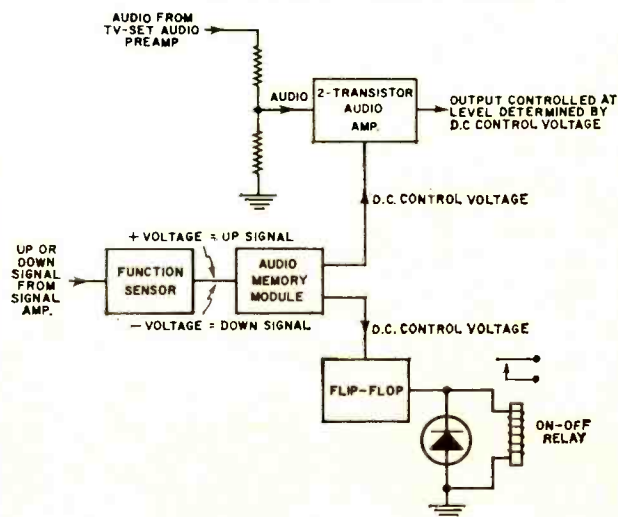 AUDIO FROM
TV-SET AUDIO
PREAMP
AUDIO
2-TRANSISTOR
AUDIO
AMP.
OUTPUT CONTROLLED AT
LEVEL DETERMINED BY
D.C CONTROL VOLTAGE
D.C. CONTROL VOLTAGE
+ VOLTAGE = UP SIGNAL
UP OR
DOWN
SIGNAL
FROM
SIGNAL
AMP.
FUNCTION
SENSOR
AUDIO
MEMORY
MODULE
— VOLTAGE = DOWN SIGNAL
D.C. CONTROL VOLTAGE
FLIP-FLOP
ON-OFF
RELAY